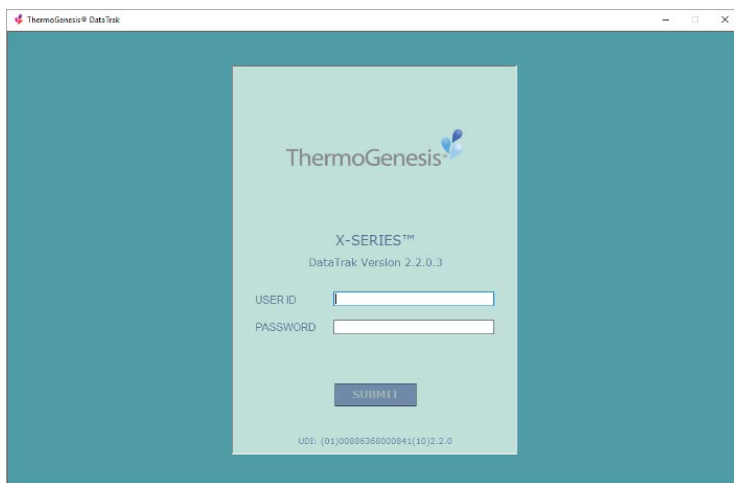 ThermoGenesis® DataTrak
ThermoGenesis®
X-SERIES™
DataTrak Version 2.2.0.3
USER ID
PASSWORD
SUBMIT
UDI: (01)00886368000841(10)2.2.0